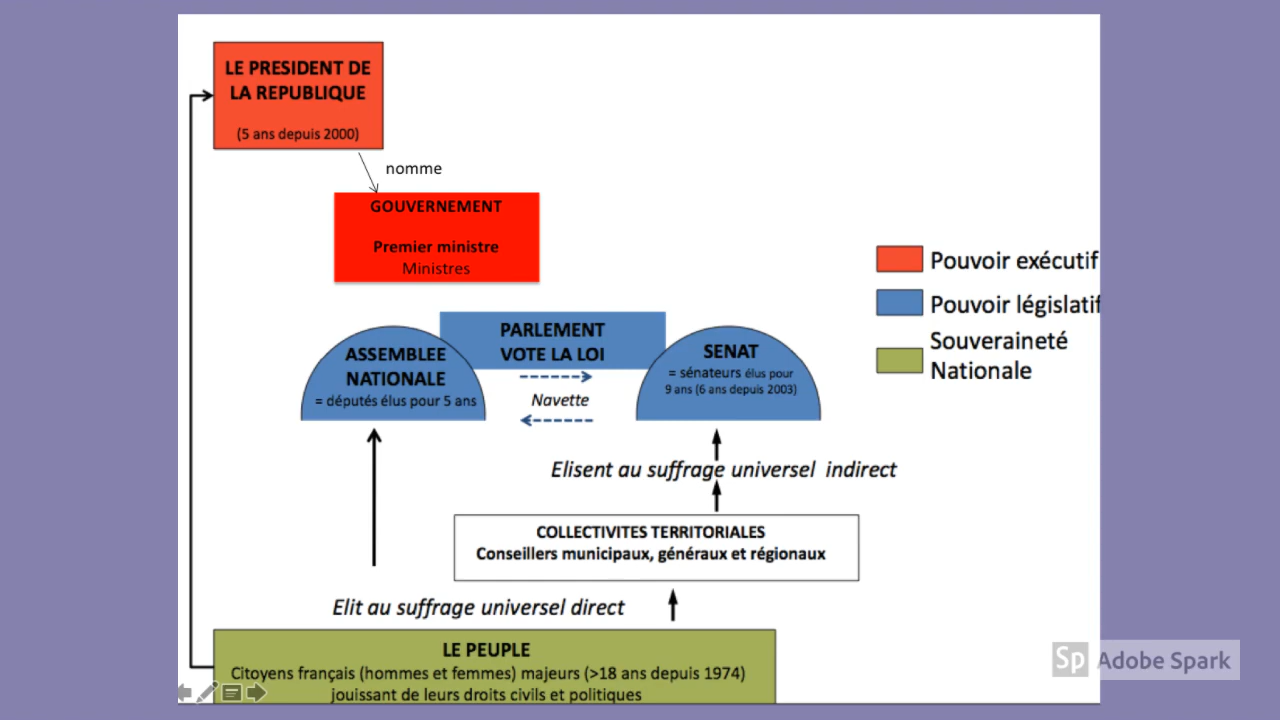 LE PRESIDENT DE
LA REPUBLIQUE
(5 ans depuis 2000)
nomme
GOUVERNEMENT
Premier ministre
Ministres
Pouvoir exécutif
Pouvoir législatif
Souveraineté
Nationale
PARLEMENT
VOTE LA LOI
ASSEMBLEE
NATIONALE
= députés élus pour 5 ans
SENAT
= sénateurs élus pour
9 ans (6 ans depuis 2003)
Navette
Elisent au suffrage universel indirect
COLLECTIVITES TERRITORIALES
Conseillers municipaux, généraux et régionaux
Elit au suffrage universel direct
LE PEUPLE
Citoyens français (hommes et femmes) majeurs (>18 ans depuis 1974)
jouissant de leurs droits civils et politiques
Sp Adobe Spark